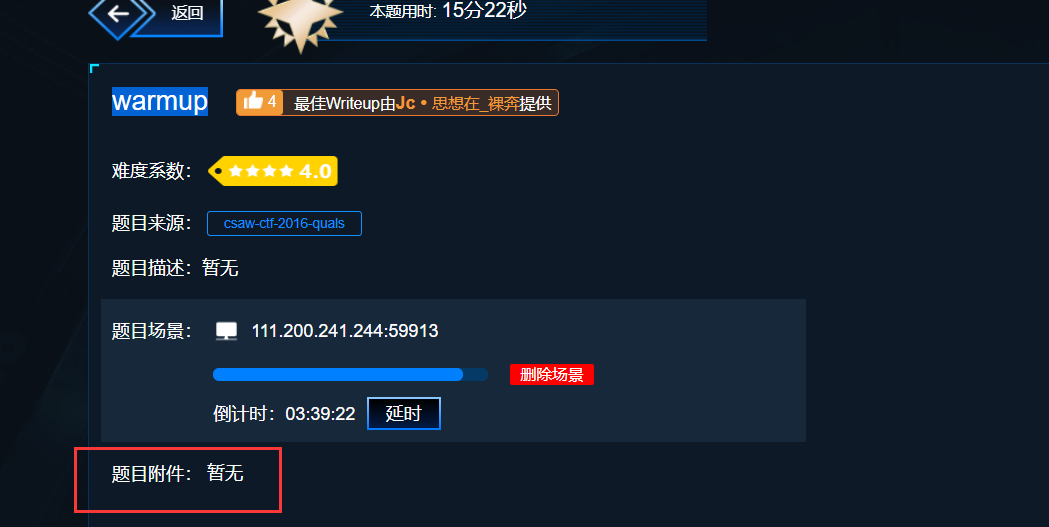 返回 本题用时: 15分22秒
warmup 4 最佳Writeup由Jc•思想在_裸奔提供
难度系数： 4.0
题目来源： csaw-ctf-2016-quals
题目描述：暂无
题目场景： 111.200.241.244:59913
删除场景
倒计时：03:39:22 延时
题目附件： 暂无